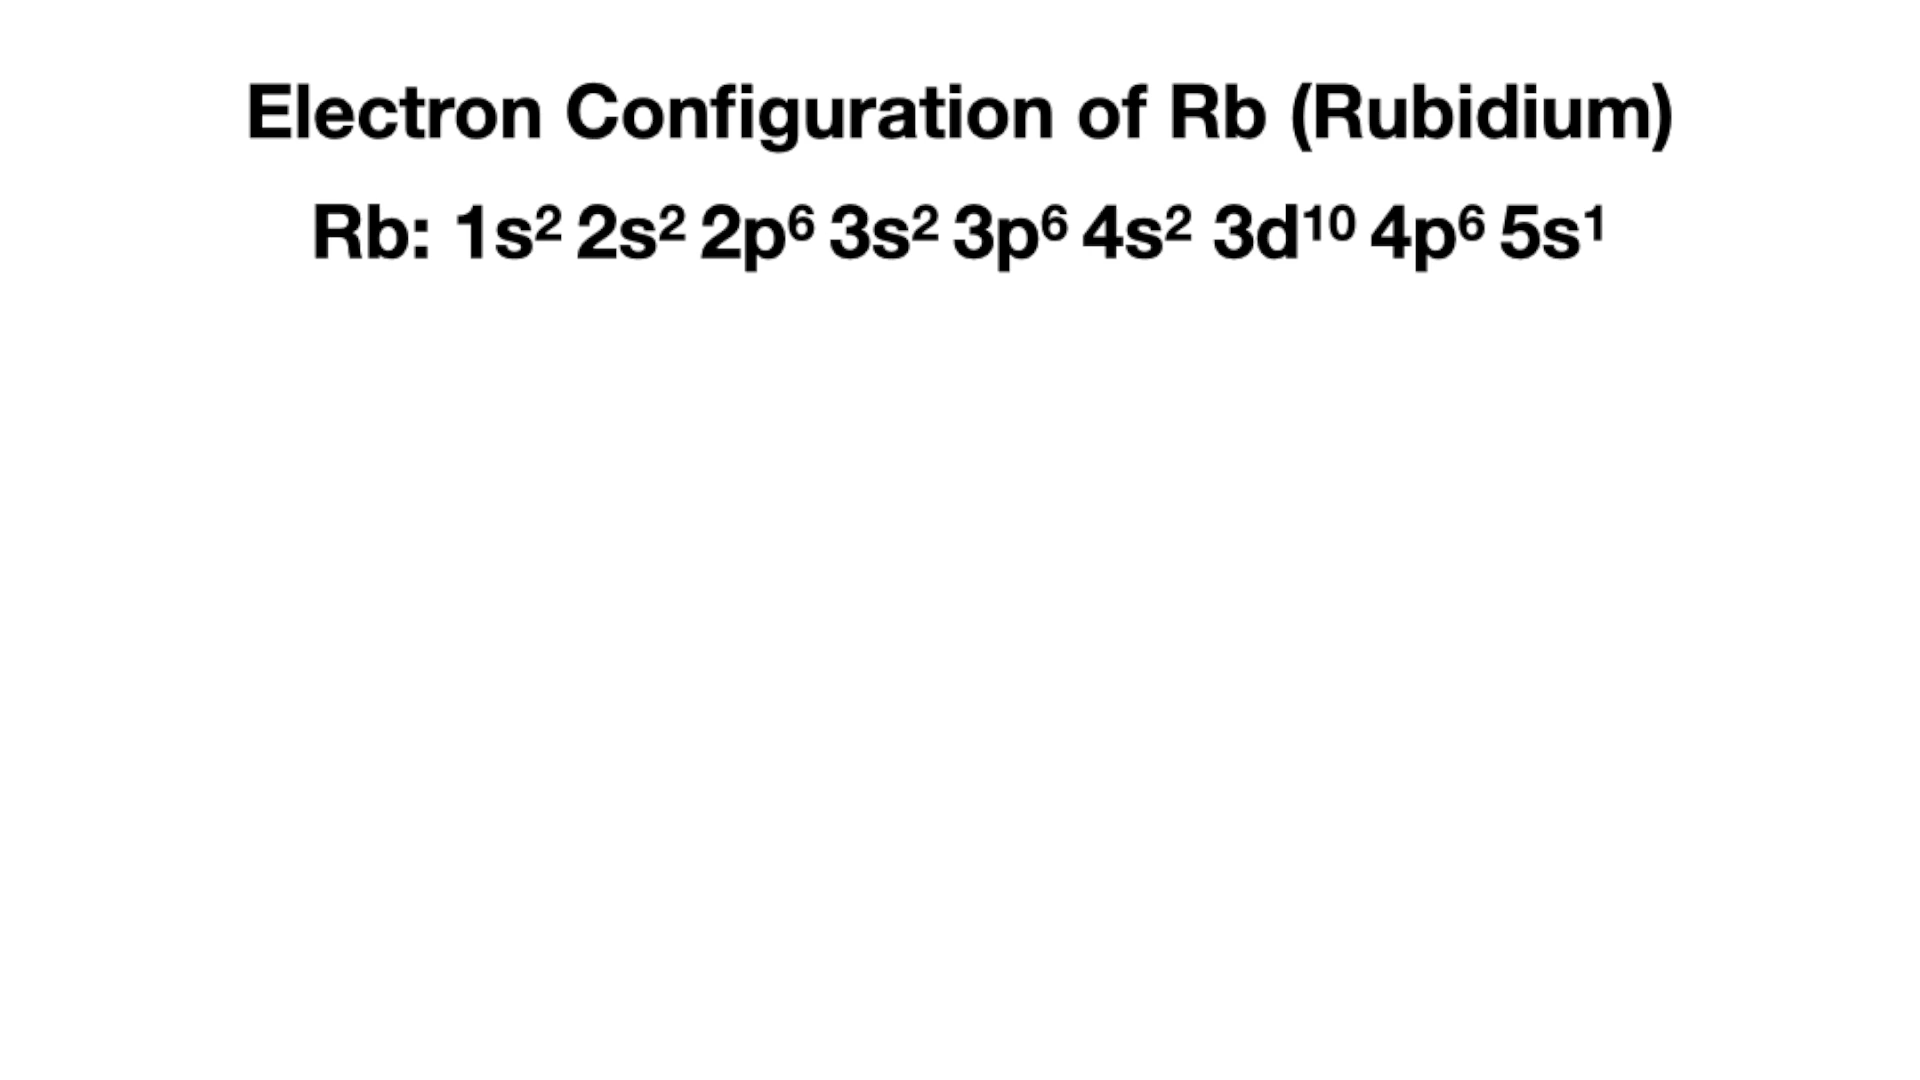 Electron Configuration of Rb (Rubidium)
Rb: 1s² 2s² 2p⁶ 3s² 3p⁶ 4s² 3d¹⁰ 4p⁶ 5s¹